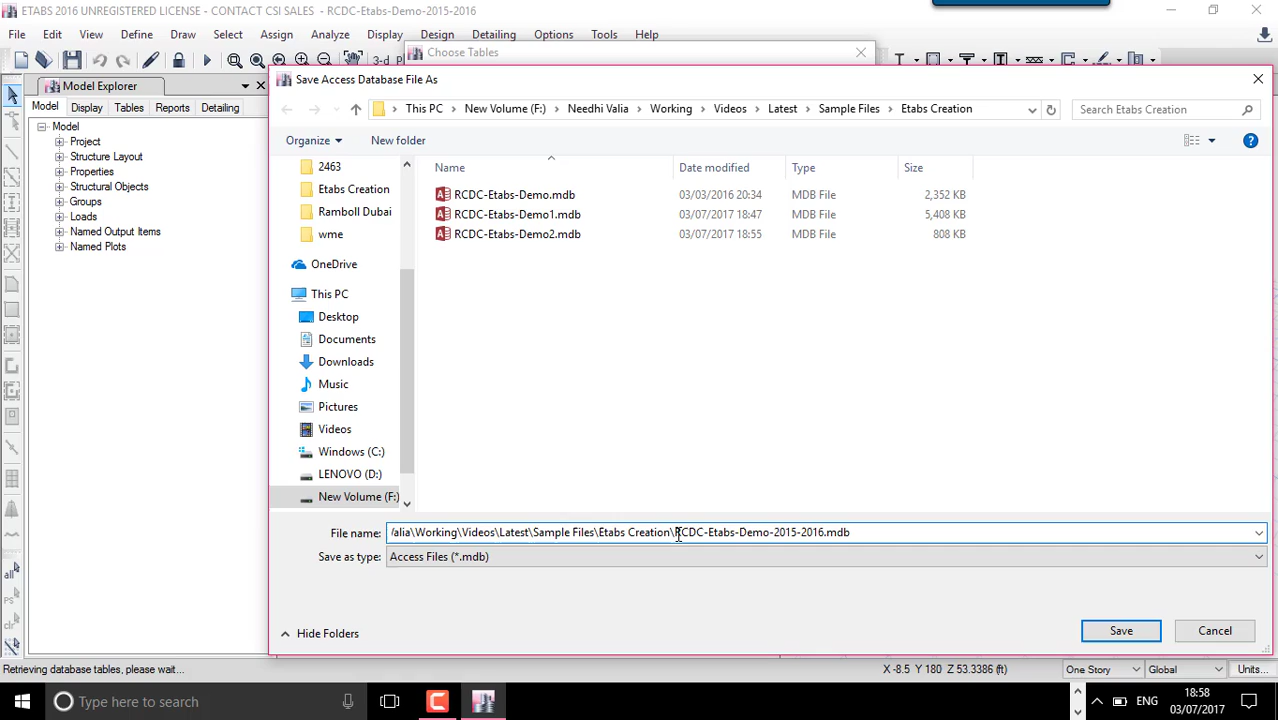 ETABS 2016 UNREGISTERED LICENSE - CONTACT CSI SALES - RCDC-Etabs-Demo-2015-2016
File Edit View Define Draw Select Assign Analyze Display Design Detailing Options Tools Help
3-d
Choose Tables
Model Explorer
Model Display Tables Reports Detailing
Model
Project
Structure Layout
Properties
Structural Objects
Groups
Loads
Named Output Items
Named Plots
Save Access Database File As
This PC New Volume (F:) Needhi Valia Working Videos Latest Sample Files Etabs Creation
Search Etabs Creation
Organize New folder
2463
Etabs Creation
Ramboll Dubai
wme
OneDrive
This PC
Desktop
Documents
Downloads
Music
Pictures
Videos
Windows (C:)
LENOVO (D:)
New Volume (F:)
Name Date modified Type Size
RCDC-Etabs-Demo.mdb 03/03/2016 20:34 MDB File 2,352 KB
RCDC-Etabs-Demo1.mdb 03/07/2017 18:47 MDB File 5,408 KB
RCDC-Etabs-Demo2.mdb 03/07/2017 18:55 MDB File 808 KB
File name: \Working\Videos\Latest\Sample Files\Etabs Creation\RCDC-Etabs-Demo-2015-2016.mdb
Save as type: Access Files (*.mdb)
Hide Folders
Save Cancel
all
PS
clr
Retrieving database tables, please wait...
X -8.5 Y 180 Z 53.3386 (ft) One Story Global Units...
Type here to search
ENG
18:58
03/07/2017